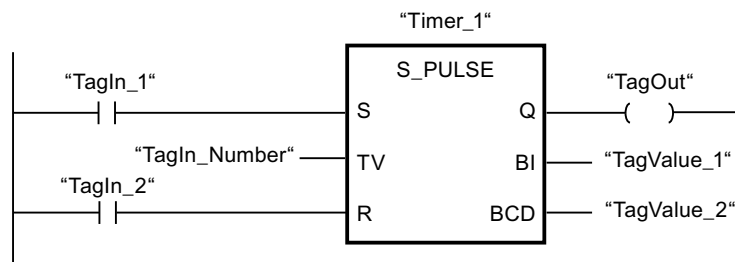 "Timer_1"
S_PULSE
“TagIn_1“
“TagOut“
S
Q
“TagIn_Number“
TV
BI
“TagValue_1“
“TagIn_2“
R
BCD
“TagValue_2“